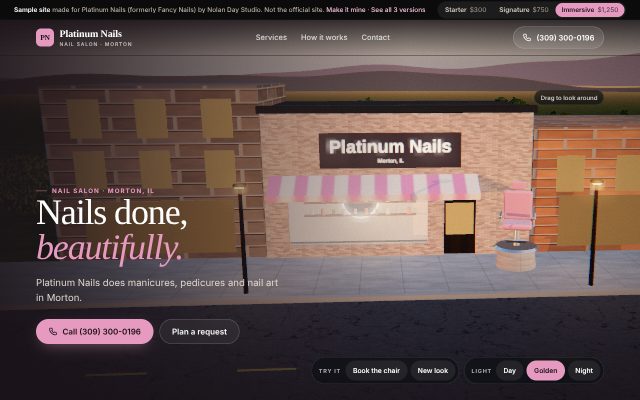 Sample site made for Platinum Nails (formerly Fancy Nails) by Nolan Day Studio. Not the official site. Make it mine · See all 3 versions
Starter $300 Signature $750 Immersive $1,250
PN Platinum Nails
NAIL SALON · MORTON
Services How it works Contact
(309) 300-0196
Drag to look around
Platinum Nails
Morton, IL
NAIL SALON · MORTON, IL
Nails done,
beautifully.
Platinum Nails does manicures, pedicures and nail art
in Morton.
Call (309) 300-0196 Plan a request
TRY IT Book the chair New look LIGHT Day Golden Night